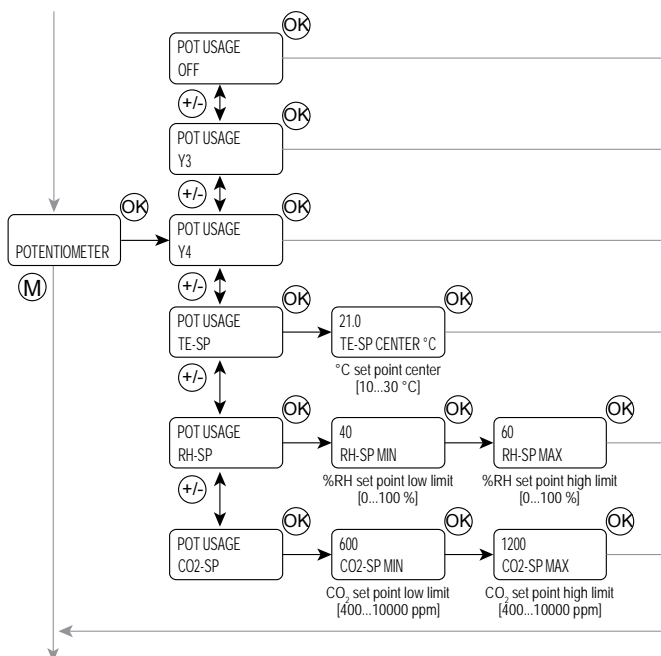 OK
POT USAGE
OFF
+/-
OK
POT USAGE
Y3
+/-
OK
POTENTIOMETER
M
OK
POT USAGE
Y4
+/-
OK
POT USAGE
TE-SP
OK
21.0
TE-SP CENTER °C
°C set point center
[10...30 °C]
+/-
OK
POT USAGE
RH-SP
OK
40
RH-SP MIN
%RH set point low limit
[0...100 %]
OK
60
RH-SP MAX
%RH set point high limit
[0...100 %]
+/-
OK
POT USAGE
CO2-SP
OK
600
CO2-SP MIN
CO₂ set point low limit
[400...10000 ppm]
OK
1200
CO2-SP MAX
CO₂ set point high limit
[400...10000 ppm]